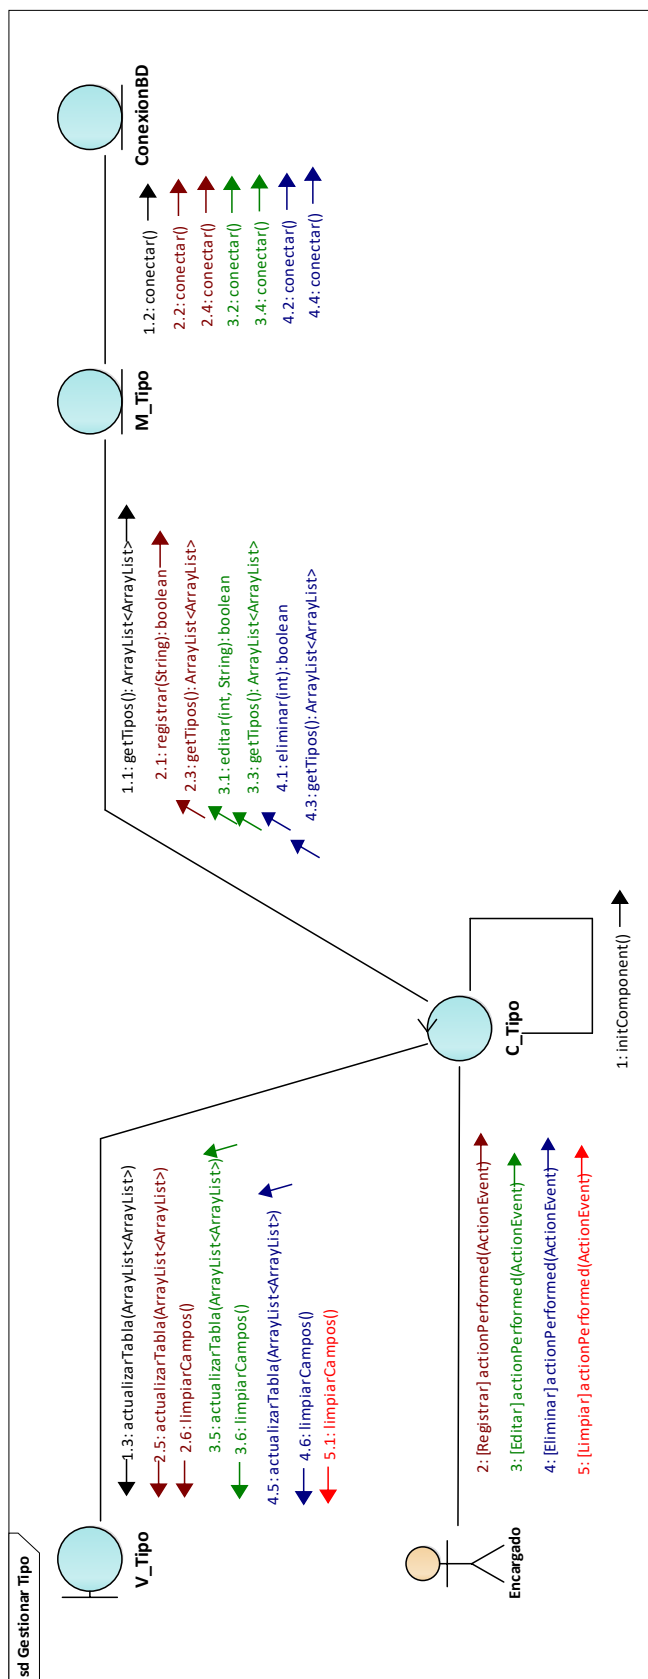 sd Gestionar Tipo
V_Tipo
M_Tipo
ConexionBD
1.3: actualizarTabla(ArrayList<ArrayList>)
2.5: actualizarTabla(ArrayList<ArrayList>)
2.6: limpiarCampos()
3.5: actualizarTabla(ArrayList<ArrayList>)
3.6: limpiarCampos()
4.5: actualizarTabla(ArrayList<ArrayList>)
4.6: limpiarCampos()
5.1: limpiarCampos()
1.1: getTipos(): ArrayList<ArrayList>
2.1: registrar(String): boolean
2.3: getTipos(): ArrayList<ArrayList>
3.1: editar(int, String): boolean
3.3: getTipos(): ArrayList<ArrayList>
4.1: eliminar(int): boolean
4.3: getTipos(): ArrayList<ArrayList>
1.2: conectar()
2.2: conectar()
2.4: conectar()
3.2: conectar()
3.4: conectar()
4.2: conectar()
4.4: conectar()
Encargado
C_Tipo
2: [Registrar] actionPerformed(ActionEvent)
3: [Editar] actionPerformed(ActionEvent)
4: [Eliminar] actionPerformed(ActionEvent)
5: [Limpiar] actionPerformed(ActionEvent)
1: initComponent()